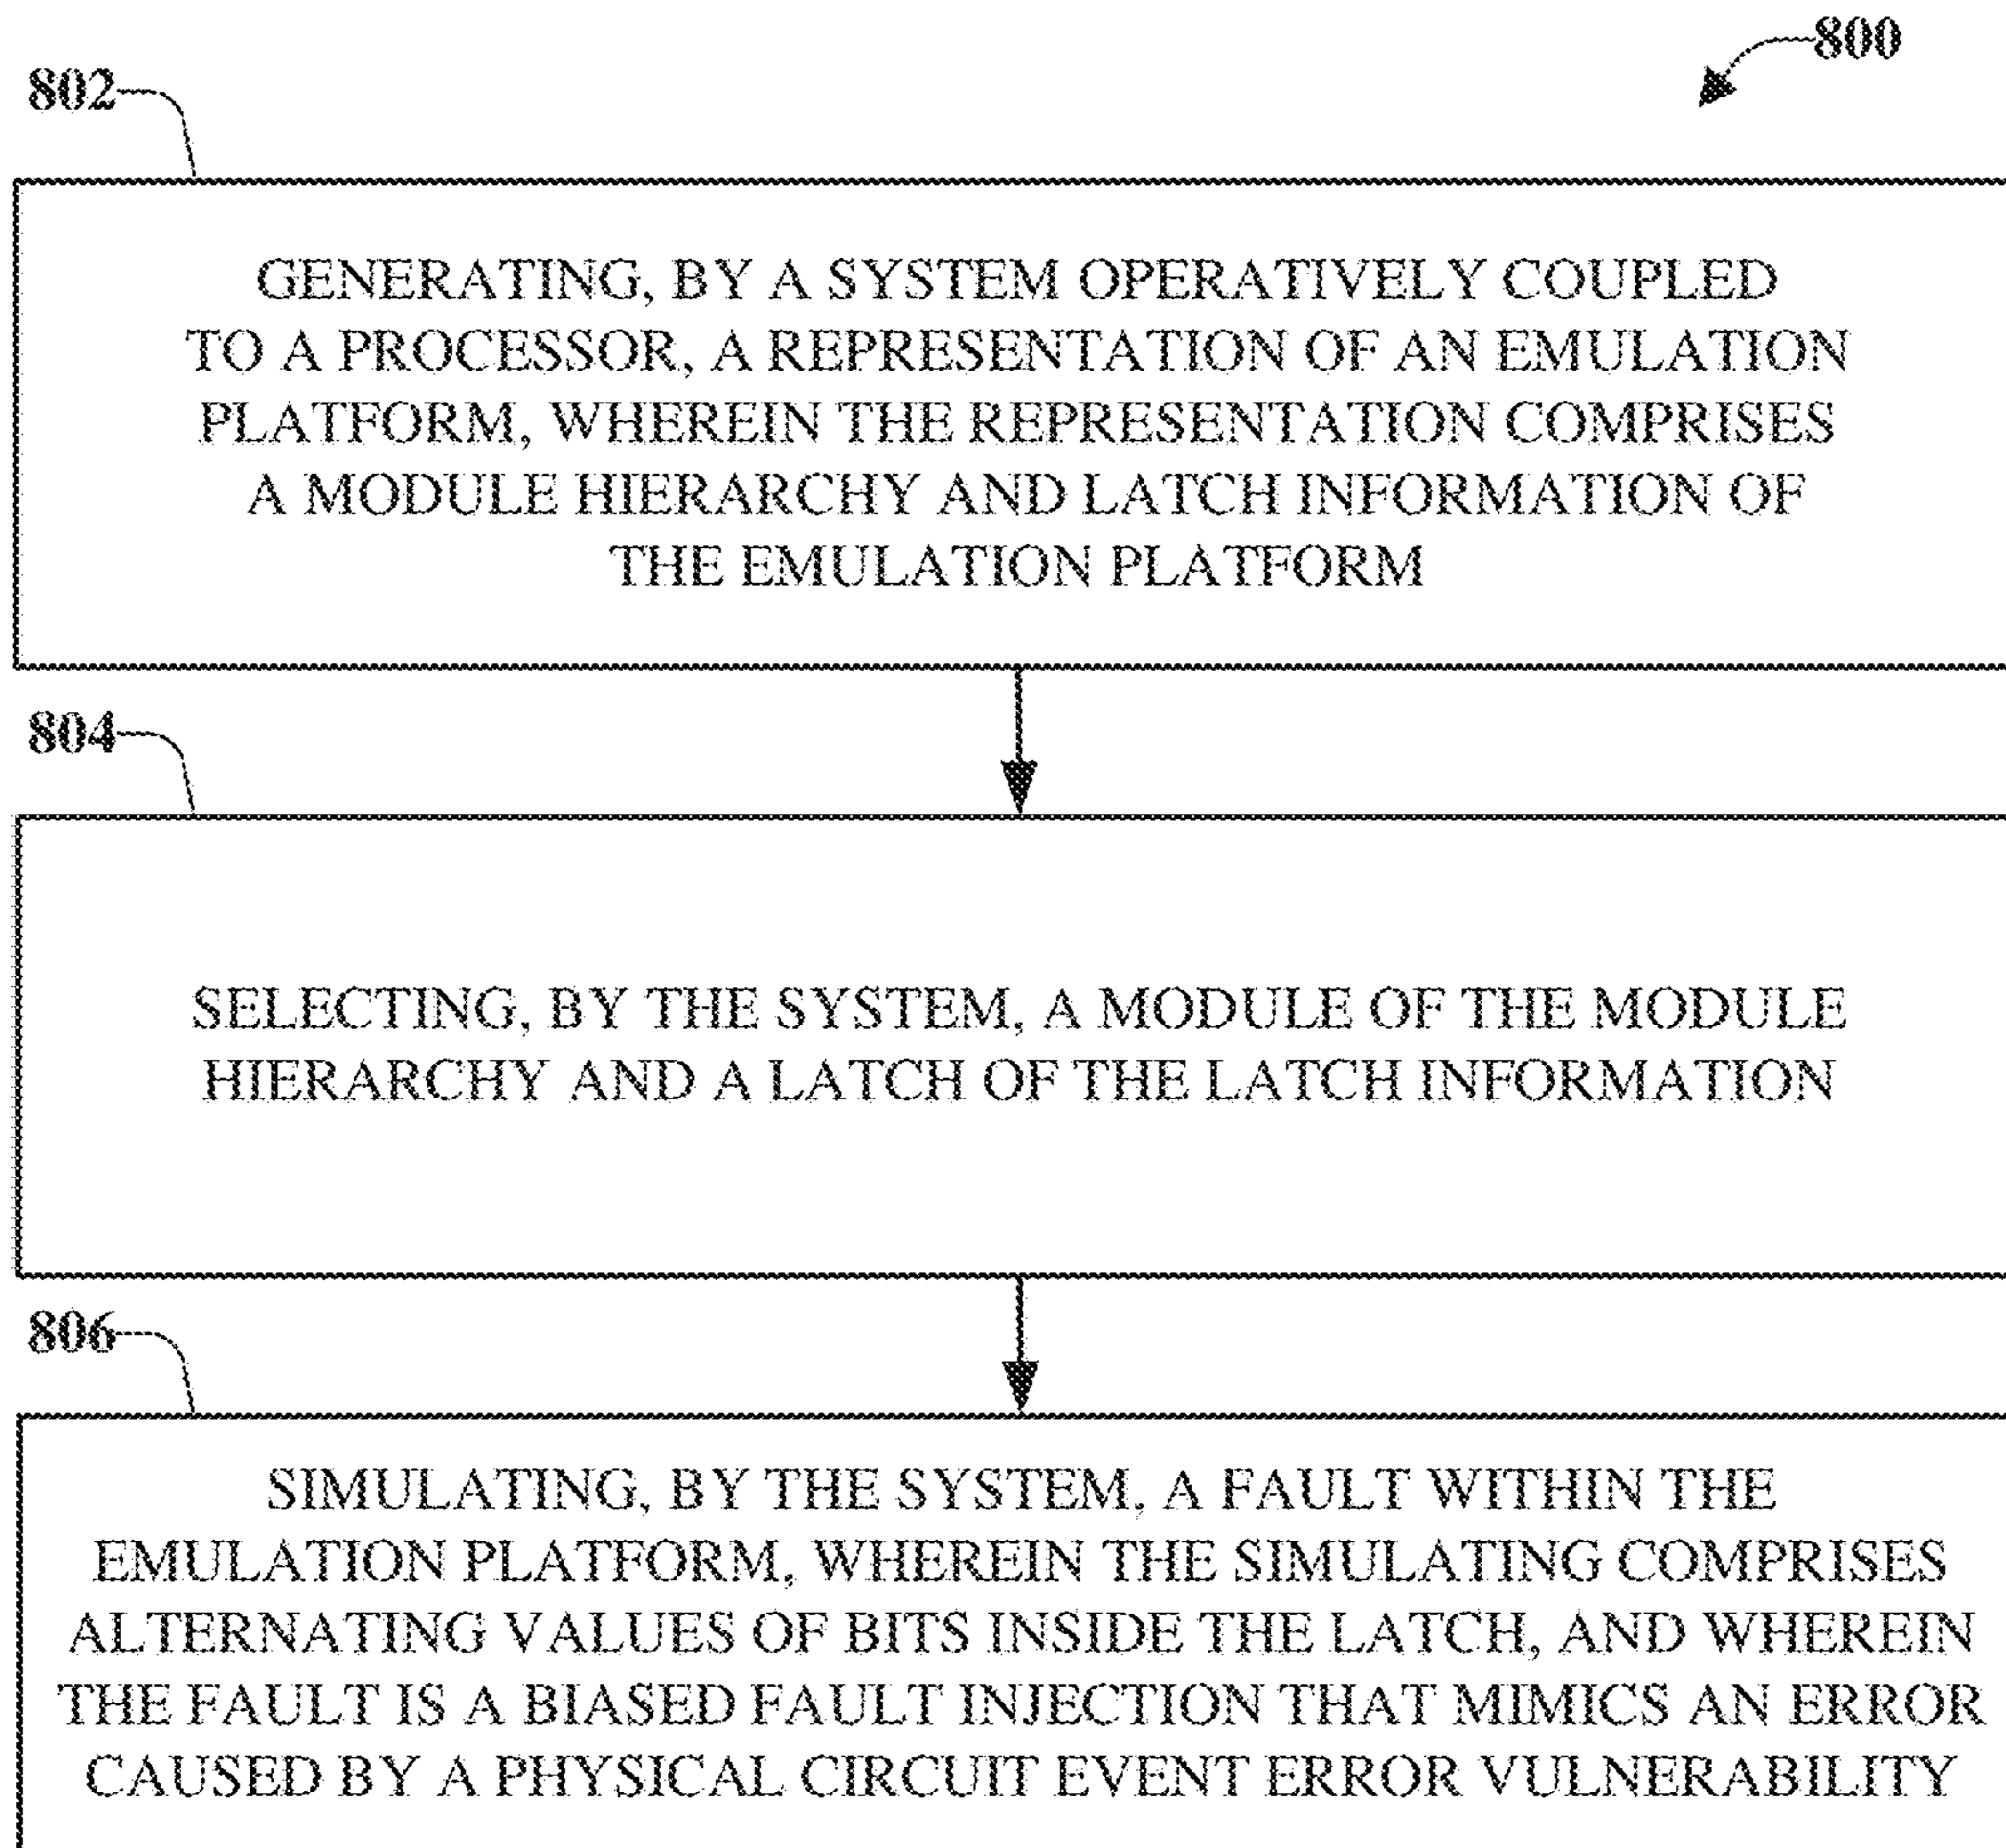 800
802
GENERATING, BY A SYSTEM OPERATIVELY COUPLED
TO A PROCESSOR, A REPRESENTATION OF AN EMULATION
PLATFORM, WHEREIN THE REPRESENTATION COMPRISES
A MODULE HIERARCHY AND LATCH INFORMATION OF
THE EMULATION PLATFORM
804
SELECTING, BY THE SYSTEM, A MODULE OF THE MODULE
HIERARCHY AND A LATCH OF THE LATCH INFORMATION
806
SIMULATING, BY THE SYSTEM, A FAULT WITHIN THE
EMULATION PLATFORM, WHEREIN THE SIMULATING COMPRISES
ALTERNATING VALUES OF BITS INSIDE THE LATCH, AND WHEREIN
THE FAULT IS A BIASED FAULT INJECTION THAT MIMICS AN ERROR
CAUSED BY A PHYSICAL CIRCUIT EVENT ERROR VULNERABILITY